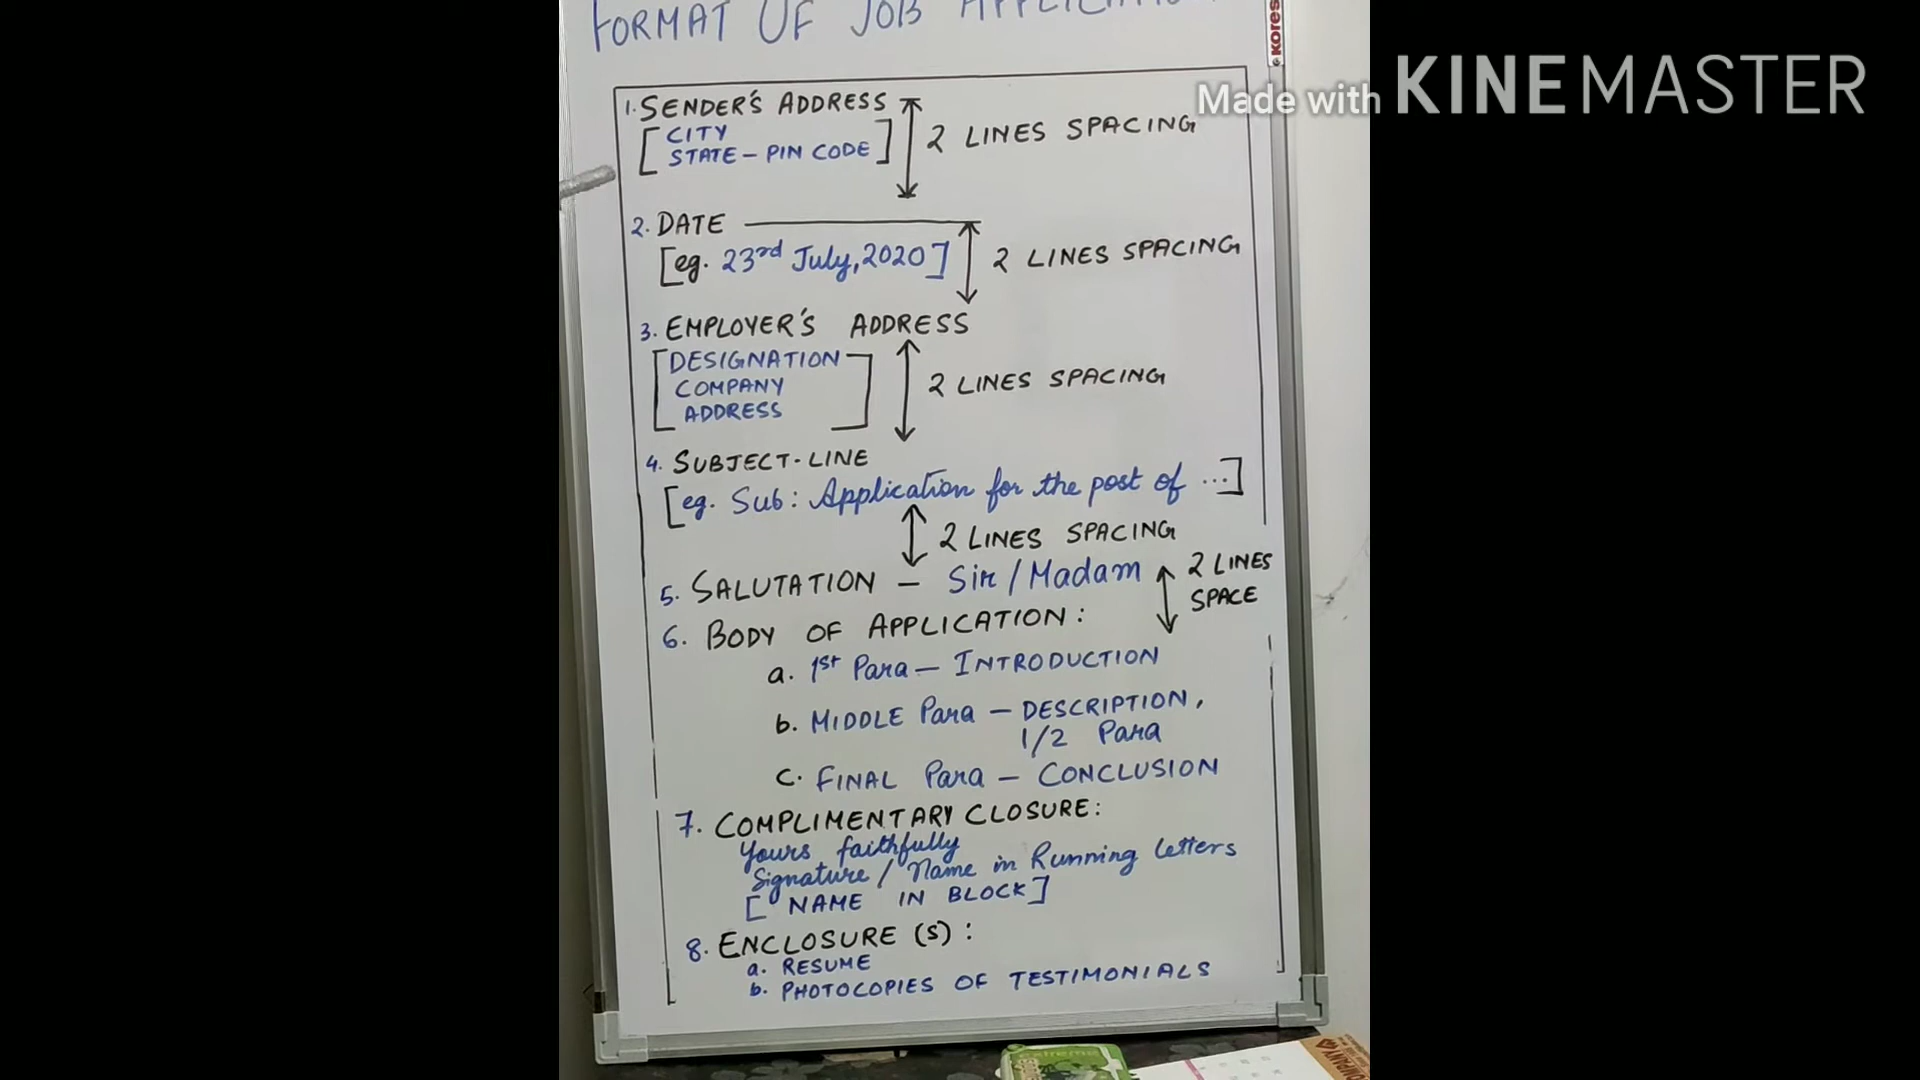 FORMAT OF JOB APPLICATION
KORES
Made with KINEMASTER
1. SENDER'S ADDRESS
[CITY
STATE – PIN CODE]
2 LINES SPACING
2. DATE
[eg. 23rd July, 2020]
2 LINES SPACING
3. EMPLOYER'S ADDRESS
[DESIGNATION
COMPANY
ADDRESS]
2 LINES SPACING
4. SUBJECT-LINE
[eg. Sub: Application for the post of ...]
2 LINES SPACING
5. SALUTATION – Sir / Madam
2 LINES
SPACE
6. BODY OF APPLICATION:
a. 1st Para – INTRODUCTION
b. MIDDLE Para – DESCRIPTION,
1/2 Para
c. FINAL Para – CONCLUSION
7. COMPLIMENTARY CLOSURE:
Yours faithfully
Signature / Name in Running letters
[NAME IN BLOCK]
8. ENCLOSURE (S):
a. RESUME
b. PHOTOCOPIES OF TESTIMONIALS
extreme